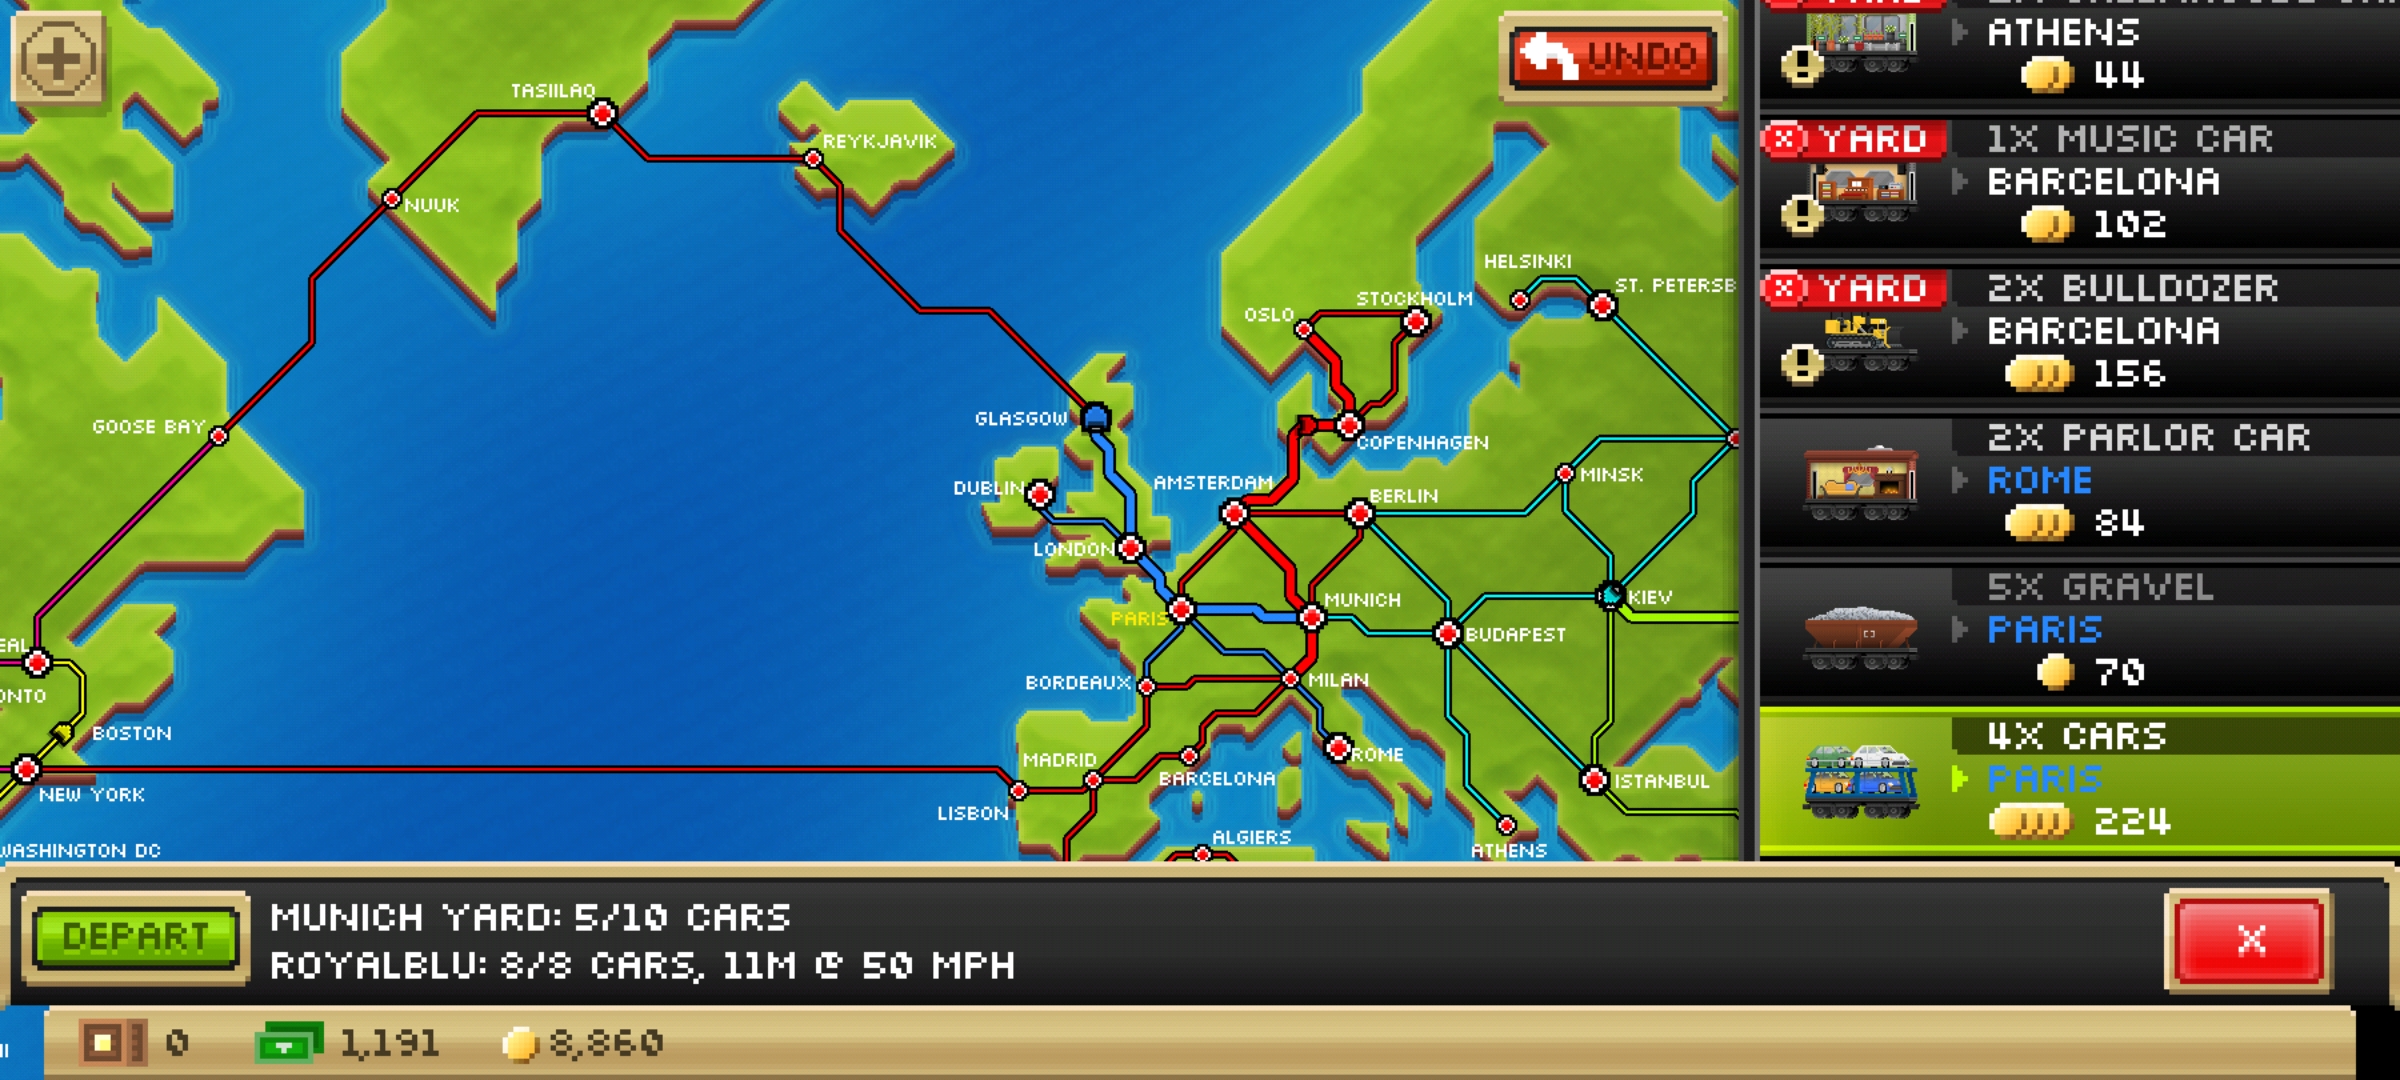 UNDO
TASIILAQ
REYKJAVIK
NUUK
HELSINKI
ST. PETERSB
STOCKHOLM
OSLO
GOOSE BAY
GLASGOW
COPENHAGEN
DUBLIN
AMSTERDAM
BERLIN
MINSK
LONDON
PARIS
MUNICH
KIEV
BUDAPEST
EAL
BORDEAUX
MILAN
ONTO
BOSTON
MADRID
ROME
BARCELONA
ISTANBUL
NEW YORK
LISBON
ALGIERS
WASHINGTON DC
ATHENS
ATHENS
44
YARD
1X MUSIC CAR
BARCELONA
102
YARD
2X BULLDOZER
BARCELONA
156
2X PARLOR CAR
ROME
84
5X GRAVEL
PARIS
70
4X CARS
PARIS
224
DEPART
MUNICH YARD: 5/10 CARS
ROYALBLU: 8/8 CARS, 11M @ 50 MPH
X
0
1,191
8,860